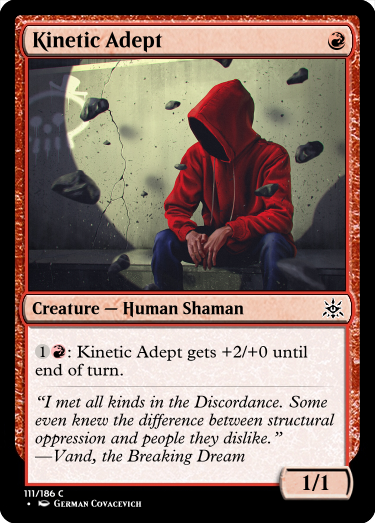 Kinetic Adept
Creature — Human Shaman
1: Kinetic Adept gets +2/+0 until
end of turn.
“I met all kinds in the Discordance. Some
even knew the difference between structural
oppression and people they dislike.”
—Vand, the Breaking Dream
1/1
111/186 C
• German Covacevich